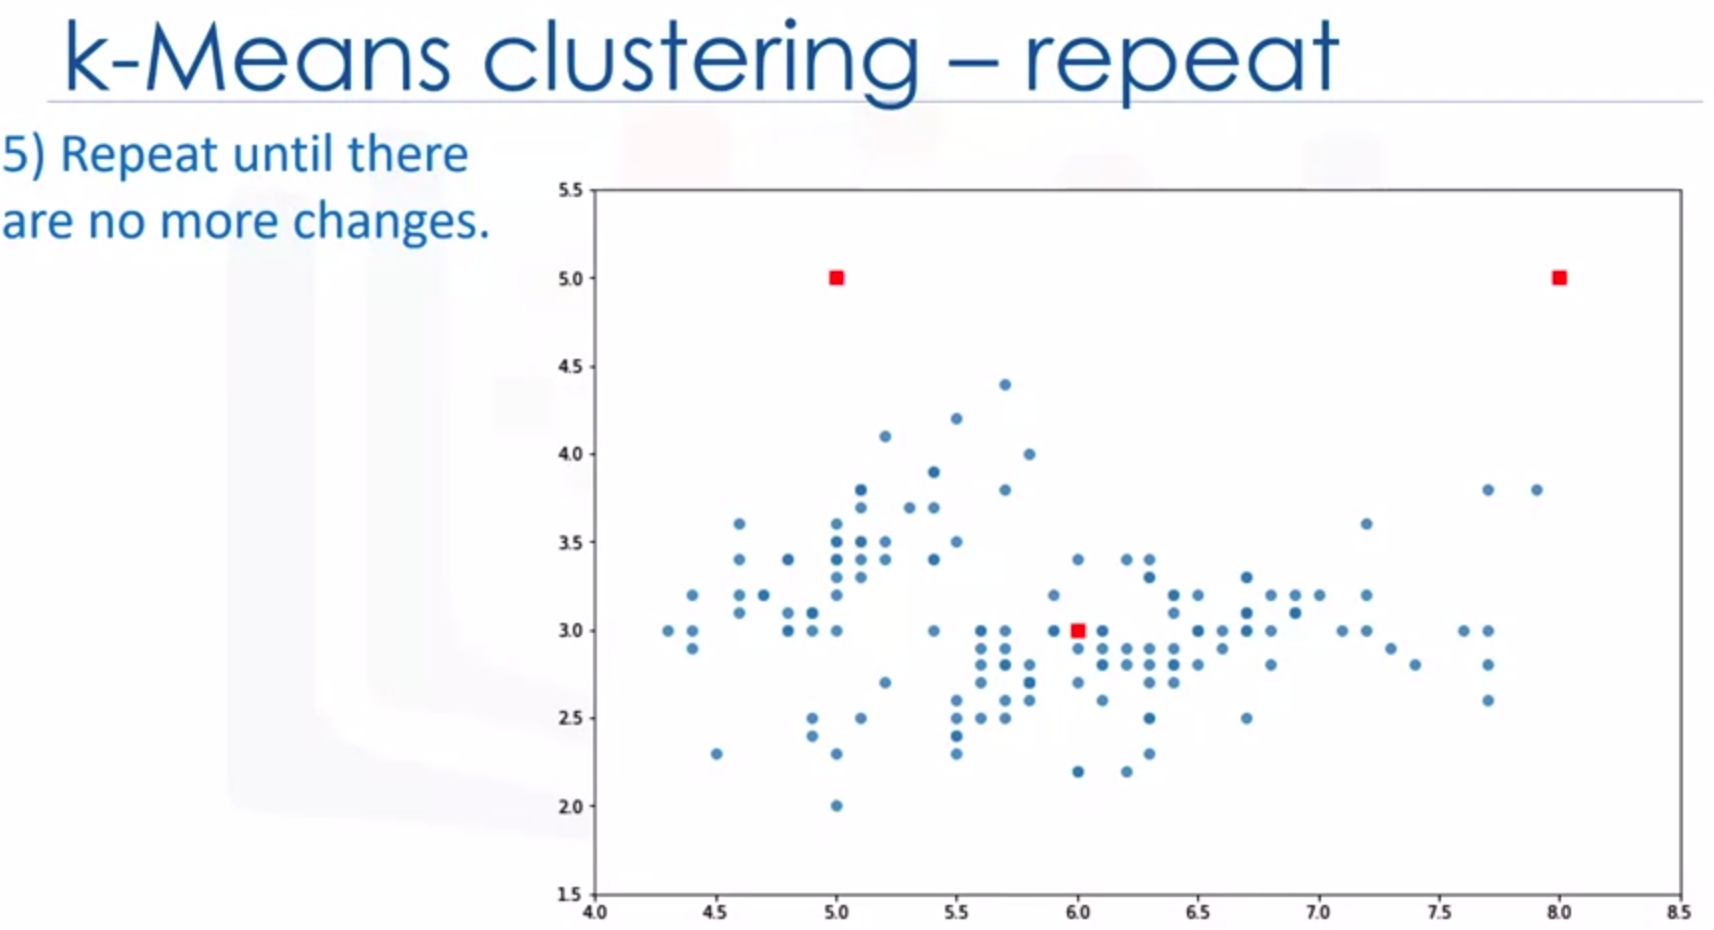 k-Means clustering – repeat
5) Repeat until there
are no more changes.
5.5
5.0
4.5
4.0
3.5
3.0
2.5
2.0
1.5
4.0 4.5 5.0 5.5 6.0 6.5 7.0 7.5 8.0 8.5